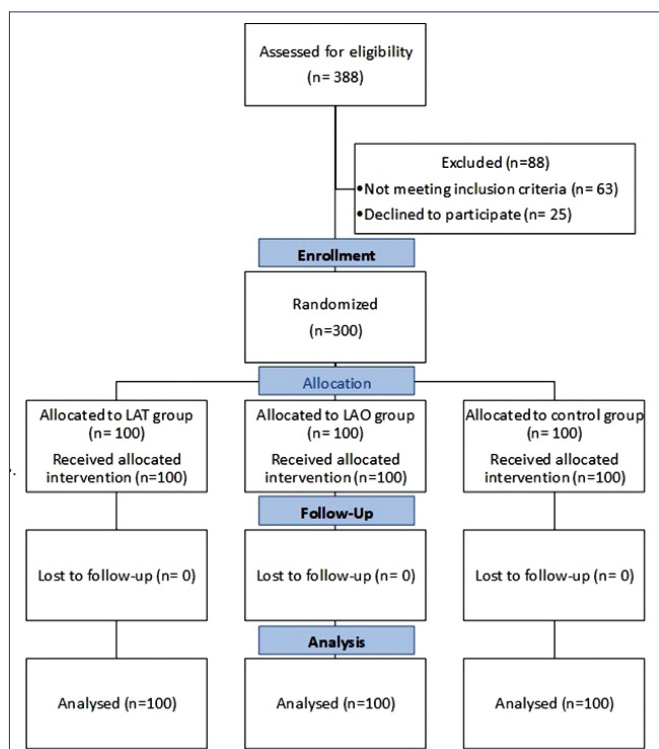 Assessed for eligibility
(n= 388)
Excluded (n=88)
•Not meeting inclusion criteria (n= 63)
•Declined to participate (n= 25)
Enrollment
Randomized
(n=300)
Allocation
Allocated to LAT group
(n= 100)
Received allocated
intervention (n=100)
Allocated to LAO group
(n= 100)
Received allocated
intervention (n=100)
Allocated to control group
(n= 100)
Received allocated
intervention (n=100)
Follow-Up
Lost to follow-up (n= 0)
Lost to follow-up (n= 0)
Lost to follow-up (n= 0)
Analysis
Analysed (n=100)
Analysed (n=100)
Analysed (n=100)